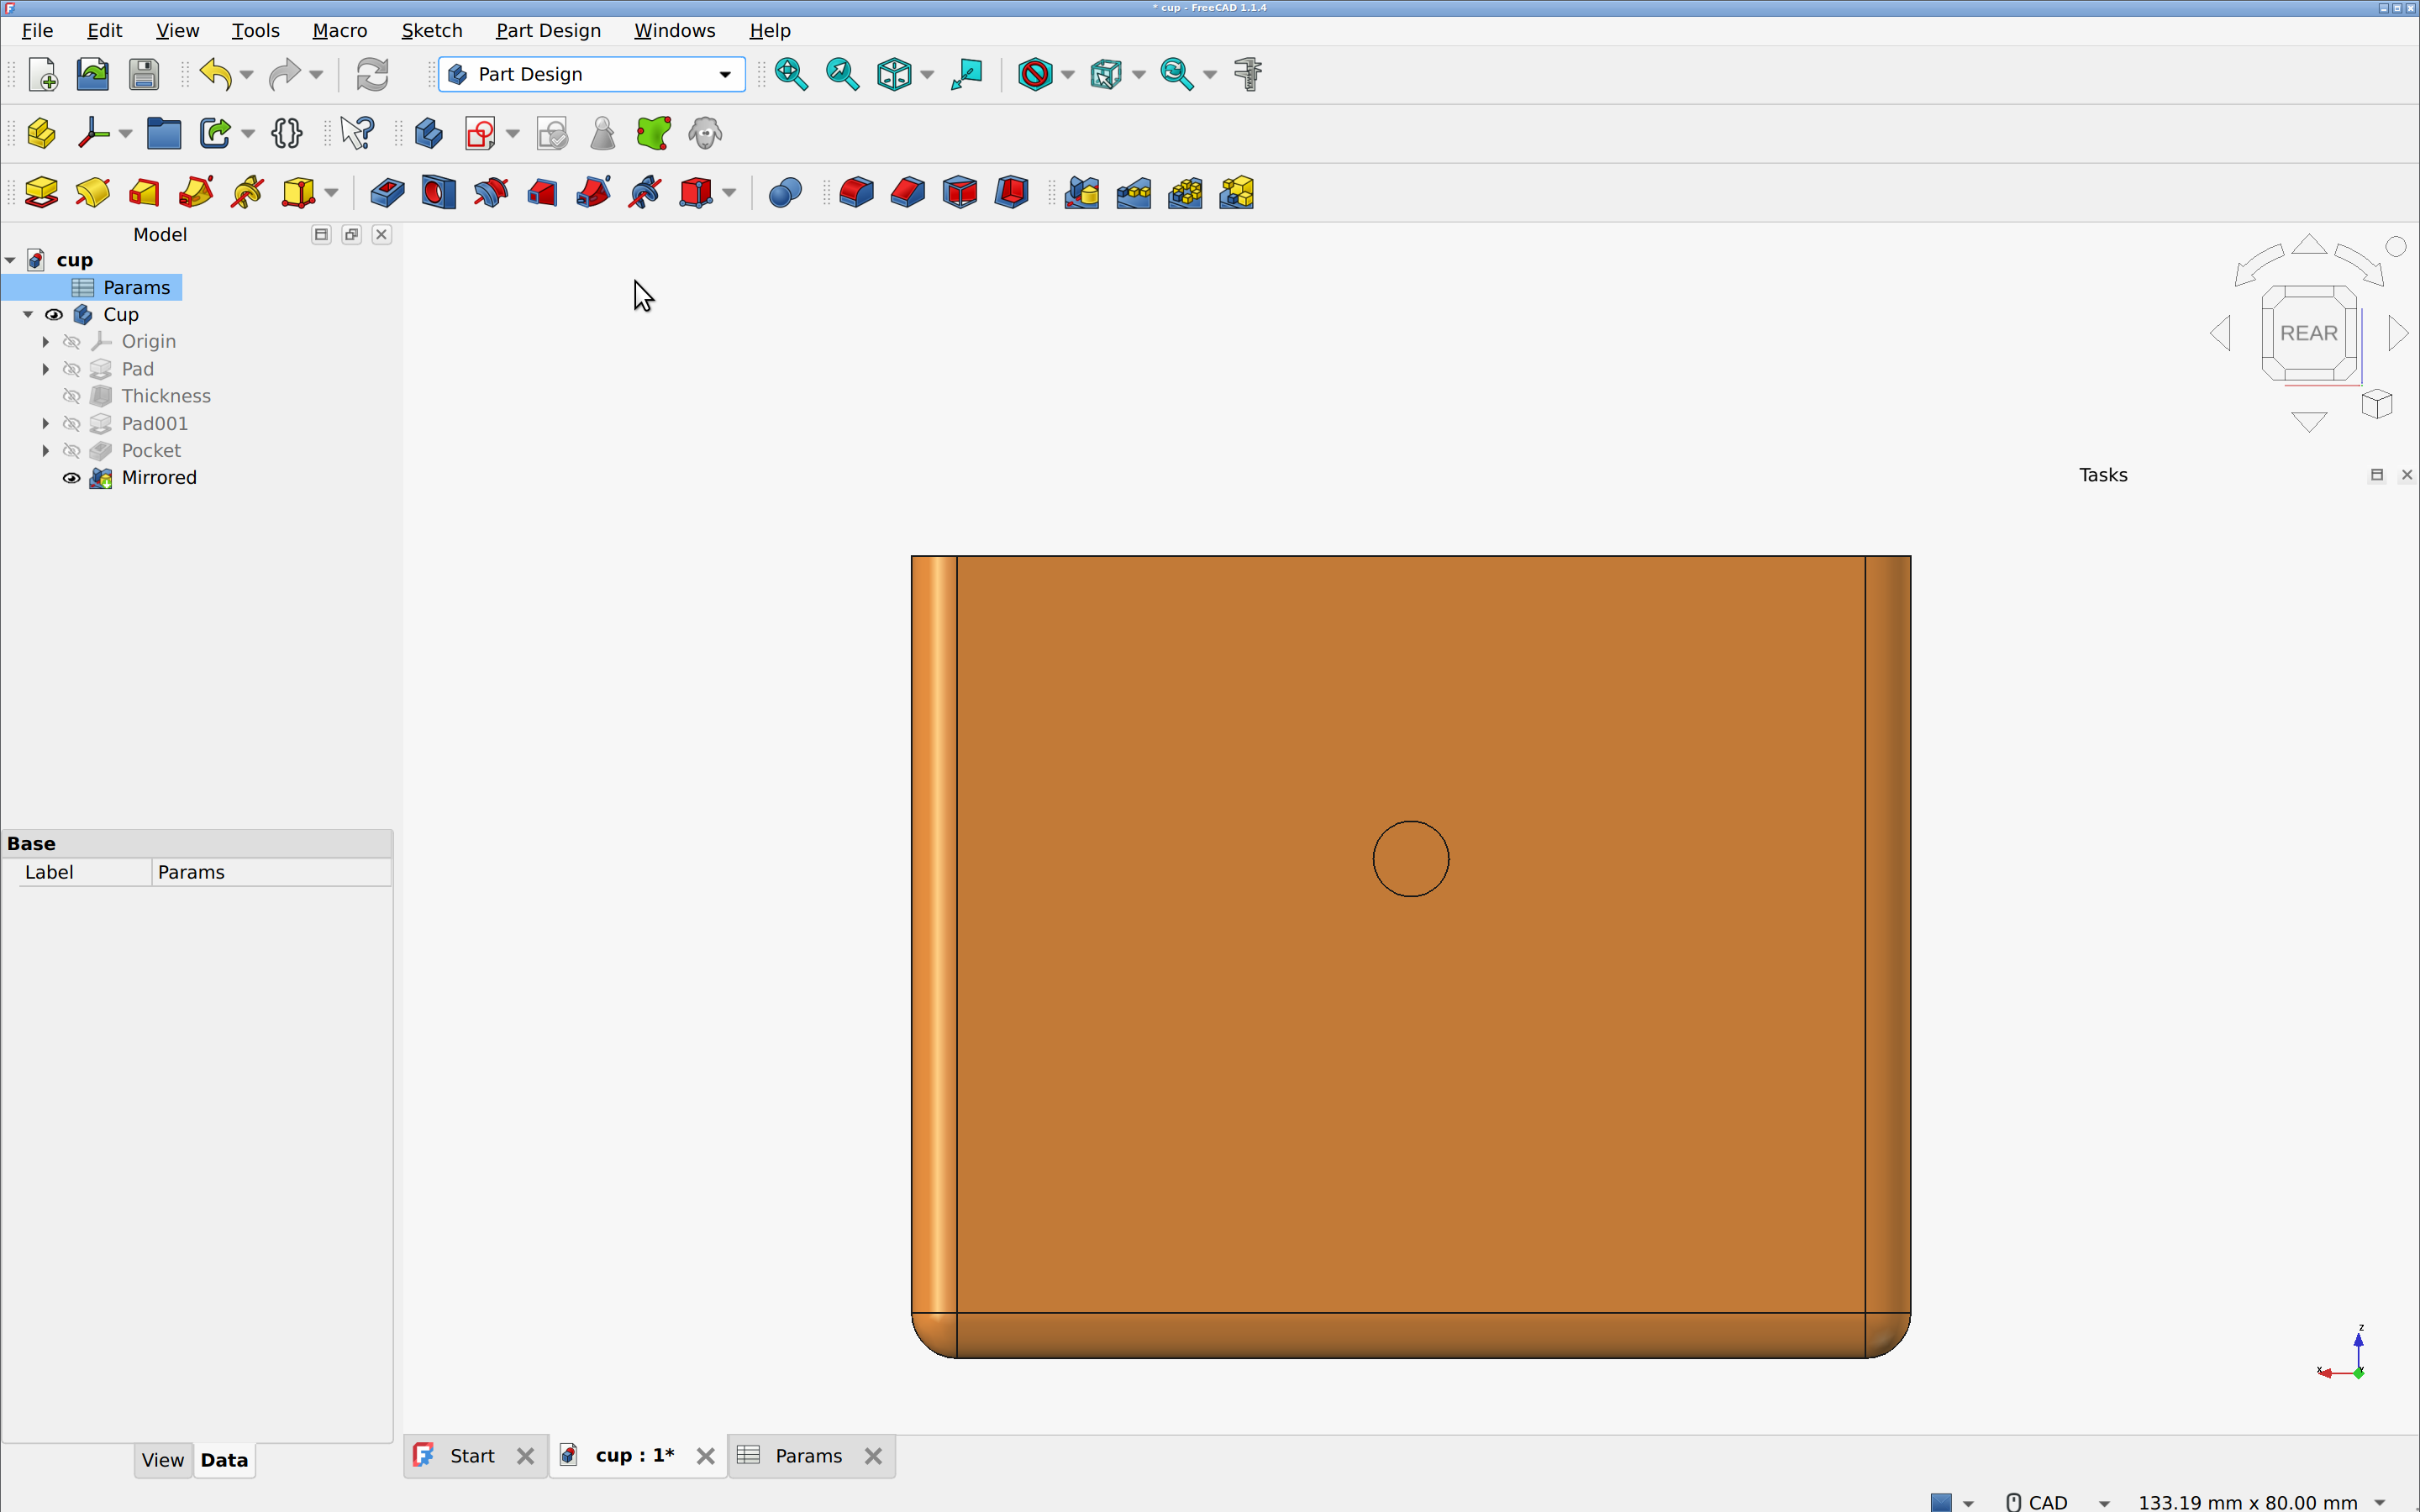 * cup - FreeCAD 1.1.4
File Edit View Tools Macro Sketch Part Design Windows Help
Part Design
Model
cup
Params
Cup
Origin
Pad
Thickness
Pad001
Pocket
Mirrored
REAR
Tasks
Base
Label Params
z
x
View Data
Start cup : 1* Params
CAD 133.19 mm x 80.00 mm